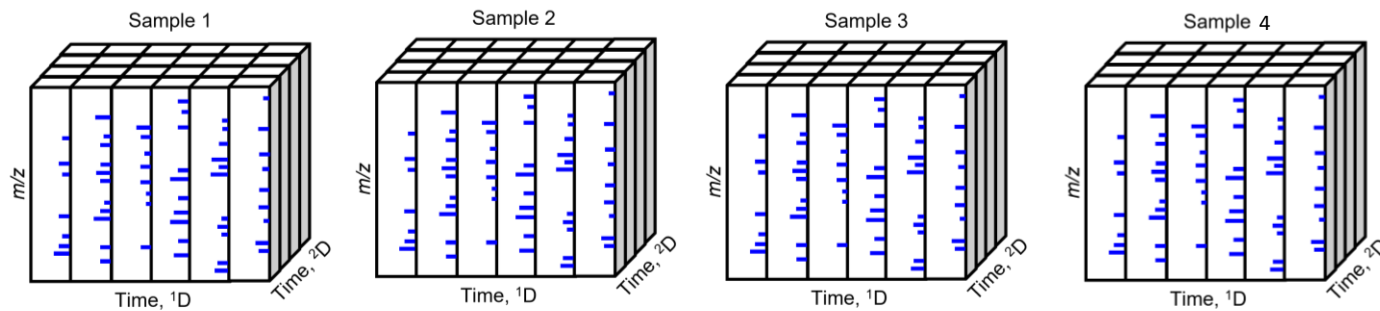 Sample 1
m/z
Time, ¹D
Time, ²D
Sample 2
m/z
Time, ¹D
Time, ²D
Sample 3
m/z
Time, ¹D
Time, ²D
Sample 4
m/z
Time, ¹D
Time, ²D